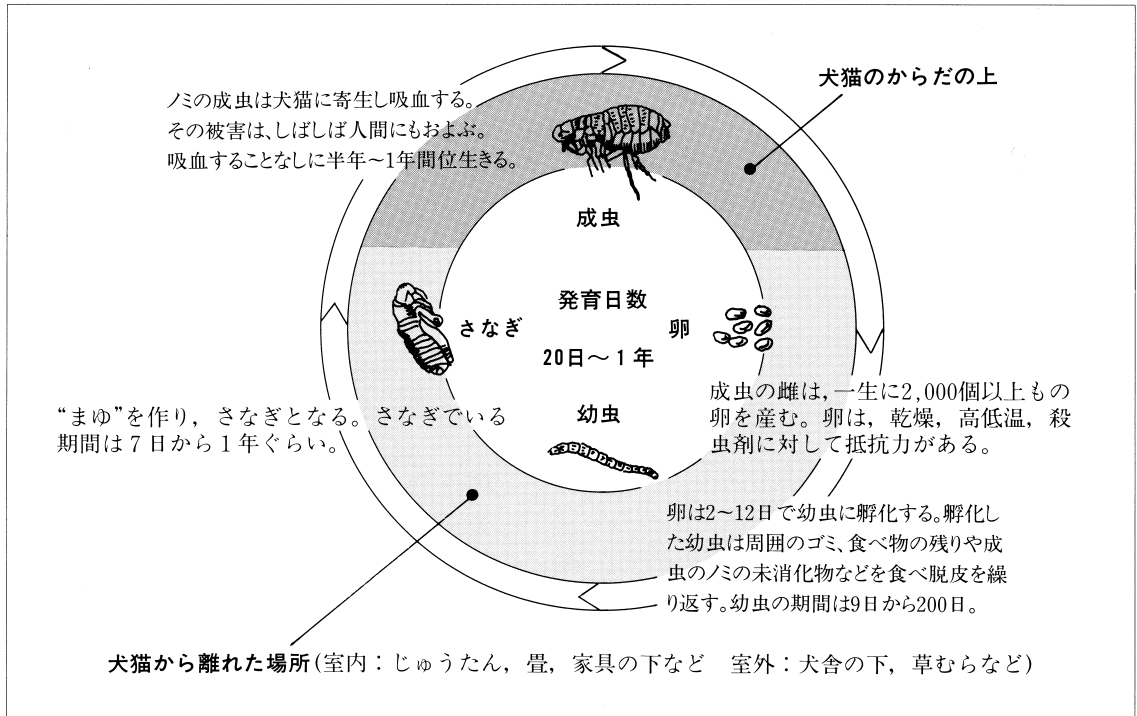 犬猫のからだの上
ノミの成虫は犬猫に寄生し吸血する。
その被害は、しばしば人間にもおよぶ。
吸血することなしに半年〜1年間位生きる。
成虫
発育日数
20日〜1年
さなぎ
卵
幼虫
成虫の雌は，一生に2,000個以上もの
卵を産む。卵は，乾燥，高低温，殺
虫剤に対して抵抗力がある。
“まゆ”を作り，さなぎとなる。さなぎでいる
期間は7日から1年ぐらい。
卵は2〜12日で幼虫に孵化する。孵化し
た幼虫は周囲のゴミ、食べ物の残りや成
虫のノミの未消化物などを食べ脱皮を繰
り返す。幼虫の期間は9日から200日。
犬猫から離れた場所(室内：じゅうたん，畳，家具の下など　室外：犬舎の下，草むらなど)